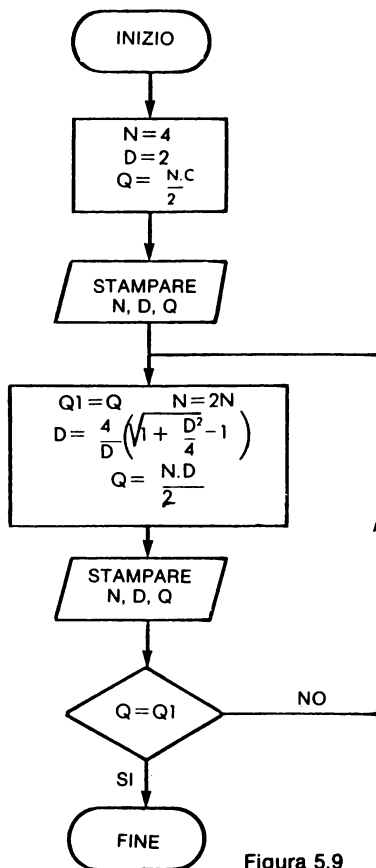 INIZIO
N=4
D=2
Q= N.C/2
STAMPARE
N, D, Q
Q1=Q N=2N
D= 4/D (√1 + D²/4 -1)
Q= N.D/2
STAMPARE
N, D, Q
Q=Q1
NO
SI
FINE
Figura 5.9